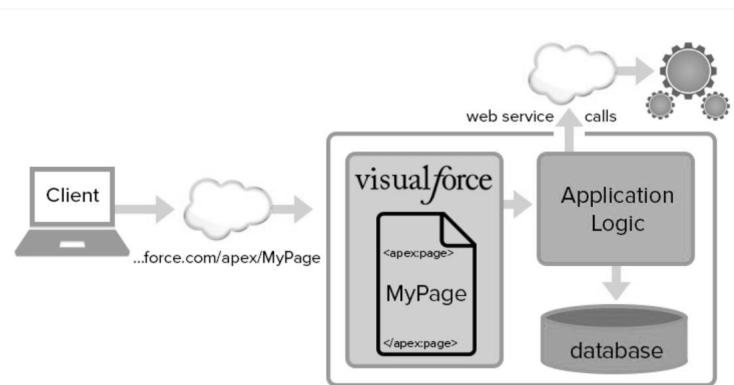 web service calls
Client
...force.com/apex/MyPage
visualforce
<apex:page>
MyPage
</apex:page>
Application
Logic
database